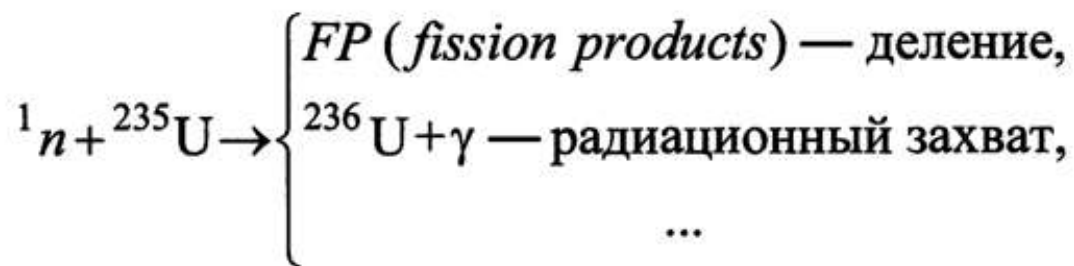 FP (fission products) — деление,
¹n+²³⁵U→{ ²³⁶U+γ — радиационный захват,
...